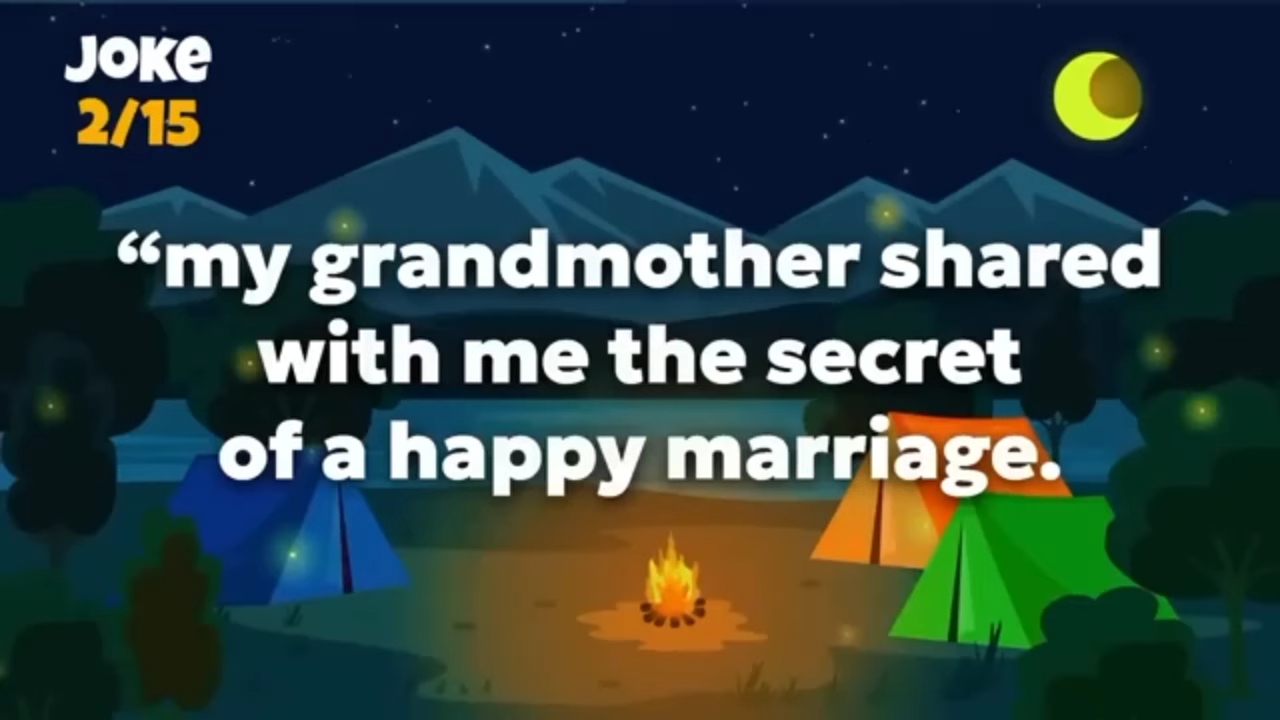 Joke
2/15
“my grandmother shared
with me the secret
of a happy marriage.